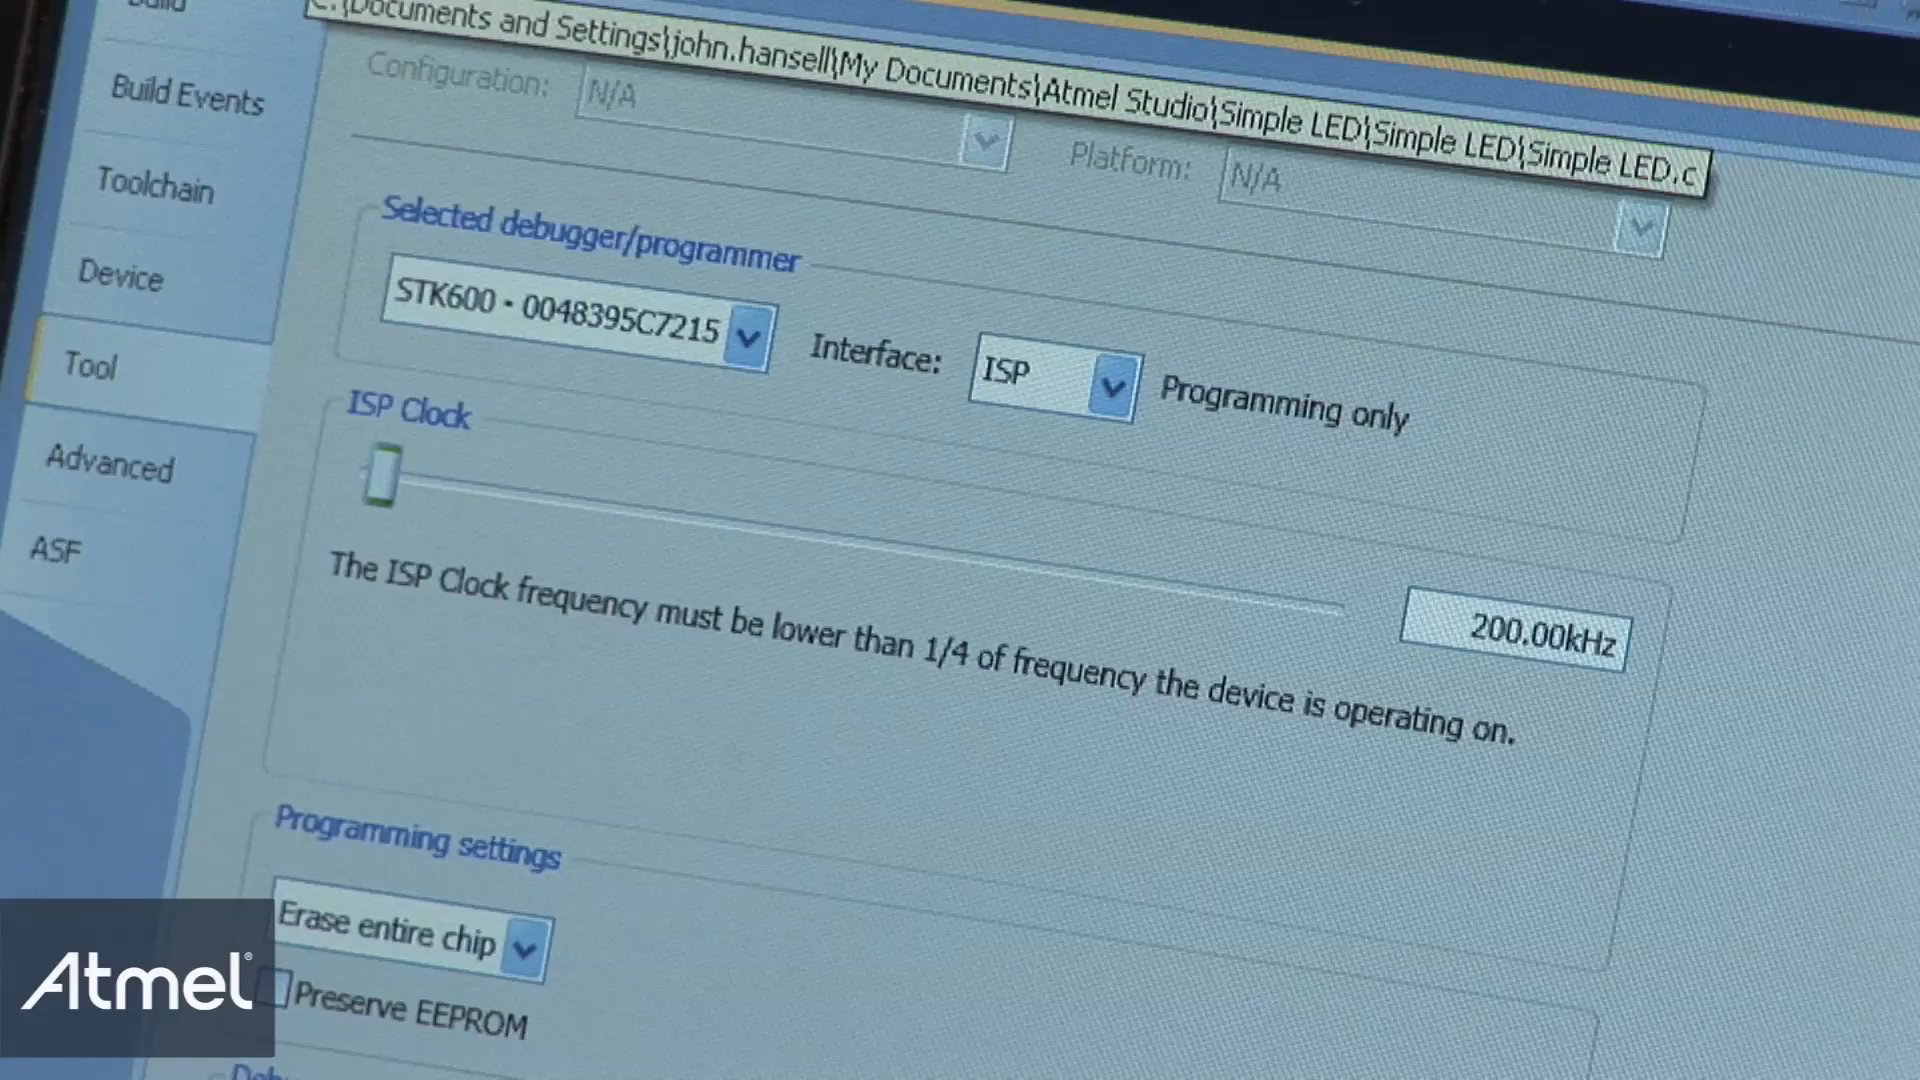 Build
C:\Documents and Settings\john.hansell\My Documents\Atmel Studio\Simple LED\Simple LED\Simple LED.c
Build Events
Configuration: N/A
Platform: N/A
Toolchain
Selected debugger/programmer
Device
STK600 • 0048395C7215
Interface: ISP
Programming only
Tool
ISP Clock
Advanced
200.00kHz
ASF
The ISP Clock frequency must be lower than 1/4 of frequency the device is operating on.
Programming settings
Erase entire chip
Preserve EEPROM
Atmel®